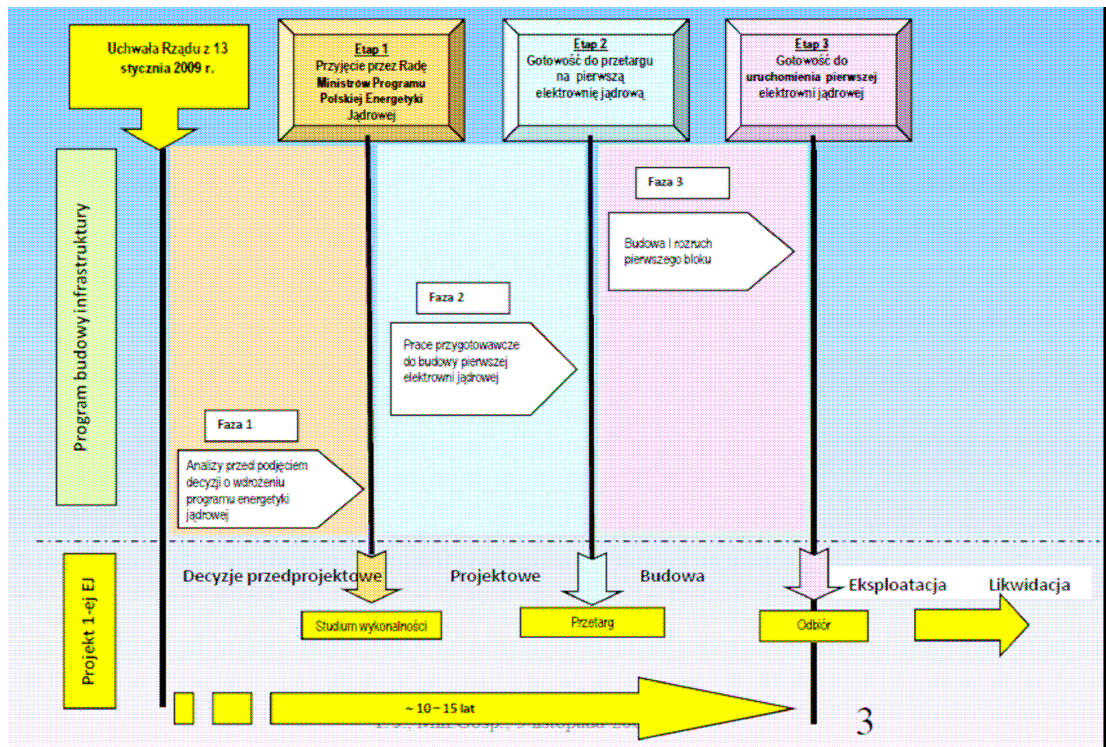 Uchwała Rządu z 13
stycznia 2009 r.
Etap 1
Przyjęcie przez Radę
Ministrów Programu
Polskiej Energetyki
Jądrowej
Etap 2
Gotowość do przetargu
na pierwszą
elektrownię jądrową
Etap 3
Gotowość do
uruchomienia pierwszej
elektrowni jądrowej
Program budowy infrastruktury
Faza 3
Budowa I rozruch
pierwszego bloku
Faza 2
Prace przygotowawcze
do budowy pierwszej
elektrowni jądrowej
Faza 1
Analizy przed podjęciem
decyzji o wdrożeniu
programu energetyki
jądrowej
Projekt 1-ej EJ
Decyzje przedprojektowe
Projektowe
Budowa
Eksploatacja
Likwidacja
Studium wykonalności
Przetarg
Odbiór
~ 10 – 15 lat
3